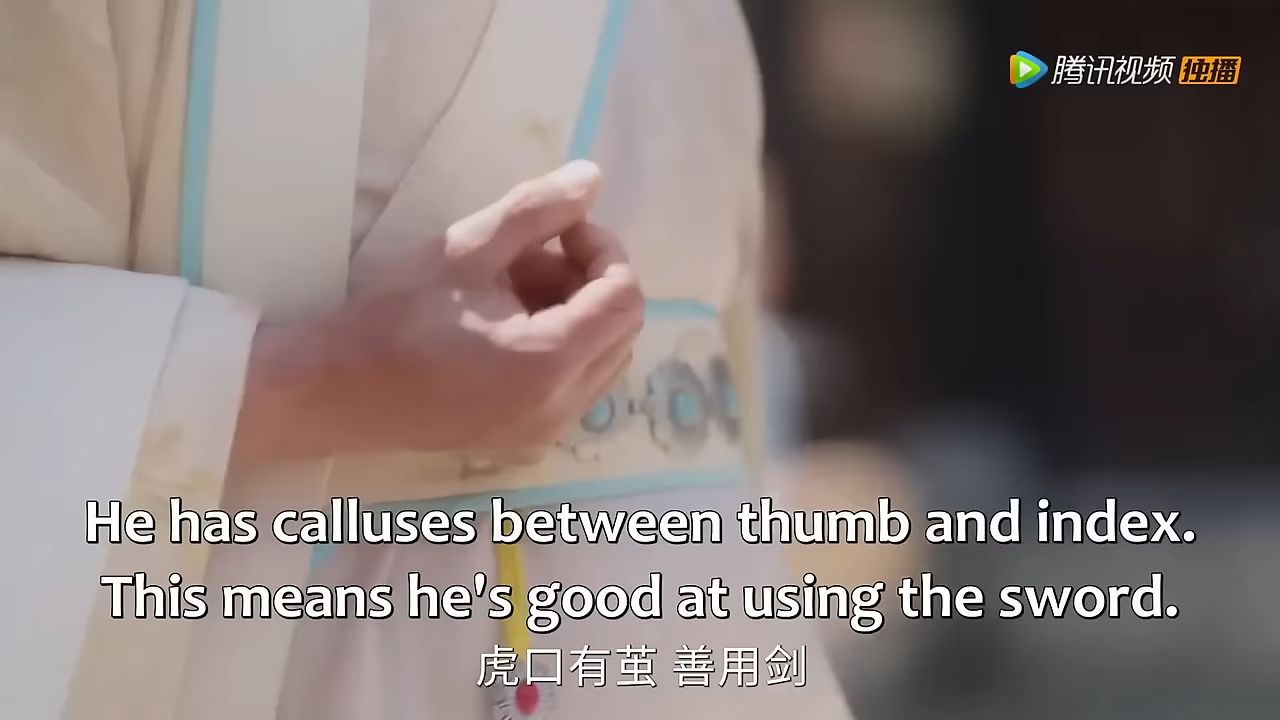 腾讯视频 独播
He has calluses between thumb and index.
This means he's good at using the sword.
虎口有茧 善用剑